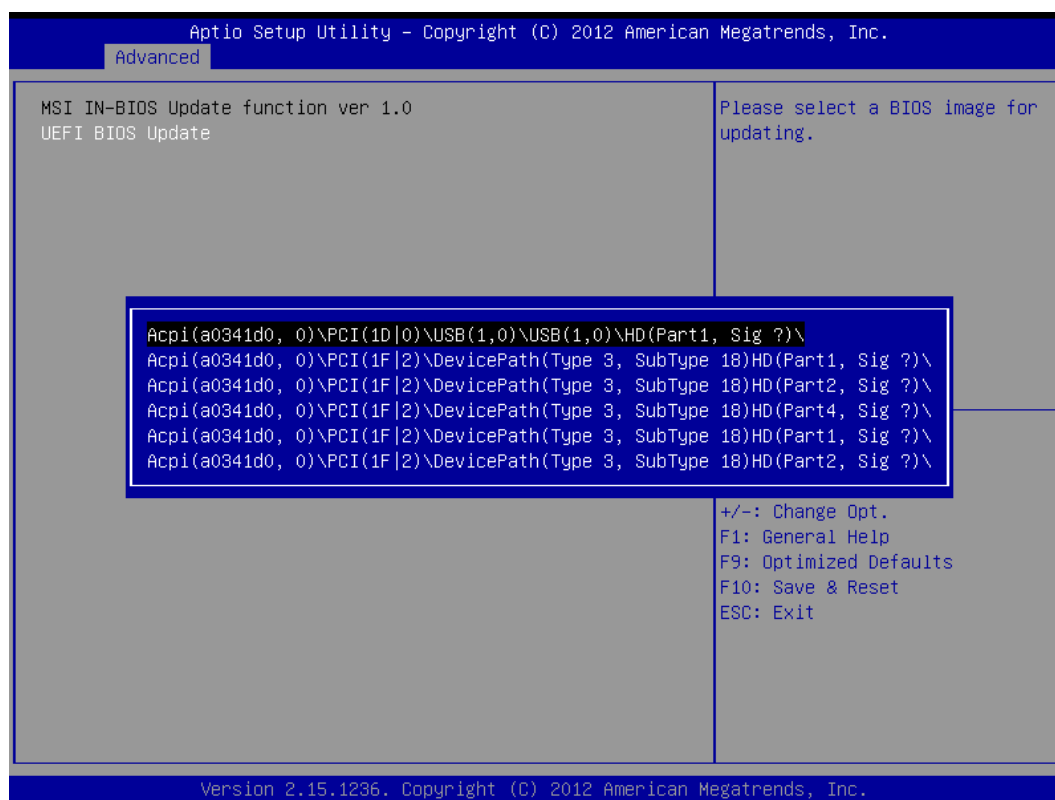 Aptio Setup Utility – Copyright (C) 2012 American Megatrends, Inc.
Advanced
MSI IN-BIOS Update function ver 1.0
UEFI BIOS Update
Please select a BIOS image for
updating.
Acpi(a0341d0, 0)\PCI(1D|0)\USB(1,0)\USB(1,0)\HD(Part1, Sig ?)\
Acpi(a0341d0, 0)\PCI(1F|2)\DevicePath(Type 3, SubType 18)HD(Part1, Sig ?)\
Acpi(a0341d0, 0)\PCI(1F|2)\DevicePath(Type 3, SubType 18)HD(Part2, Sig ?)\
Acpi(a0341d0, 0)\PCI(1F|2)\DevicePath(Type 3, SubType 18)HD(Part4, Sig ?)\
Acpi(a0341d0, 0)\PCI(1F|2)\DevicePath(Type 3, SubType 18)HD(Part1, Sig ?)\
Acpi(a0341d0, 0)\PCI(1F|2)\DevicePath(Type 3, SubType 18)HD(Part2, Sig ?)\
+/-: Change Opt.
F1: General Help
F9: Optimized Defaults
F10: Save & Reset
ESC: Exit
Version 2.15.1236. Copyright (C) 2012 American Megatrends, Inc.